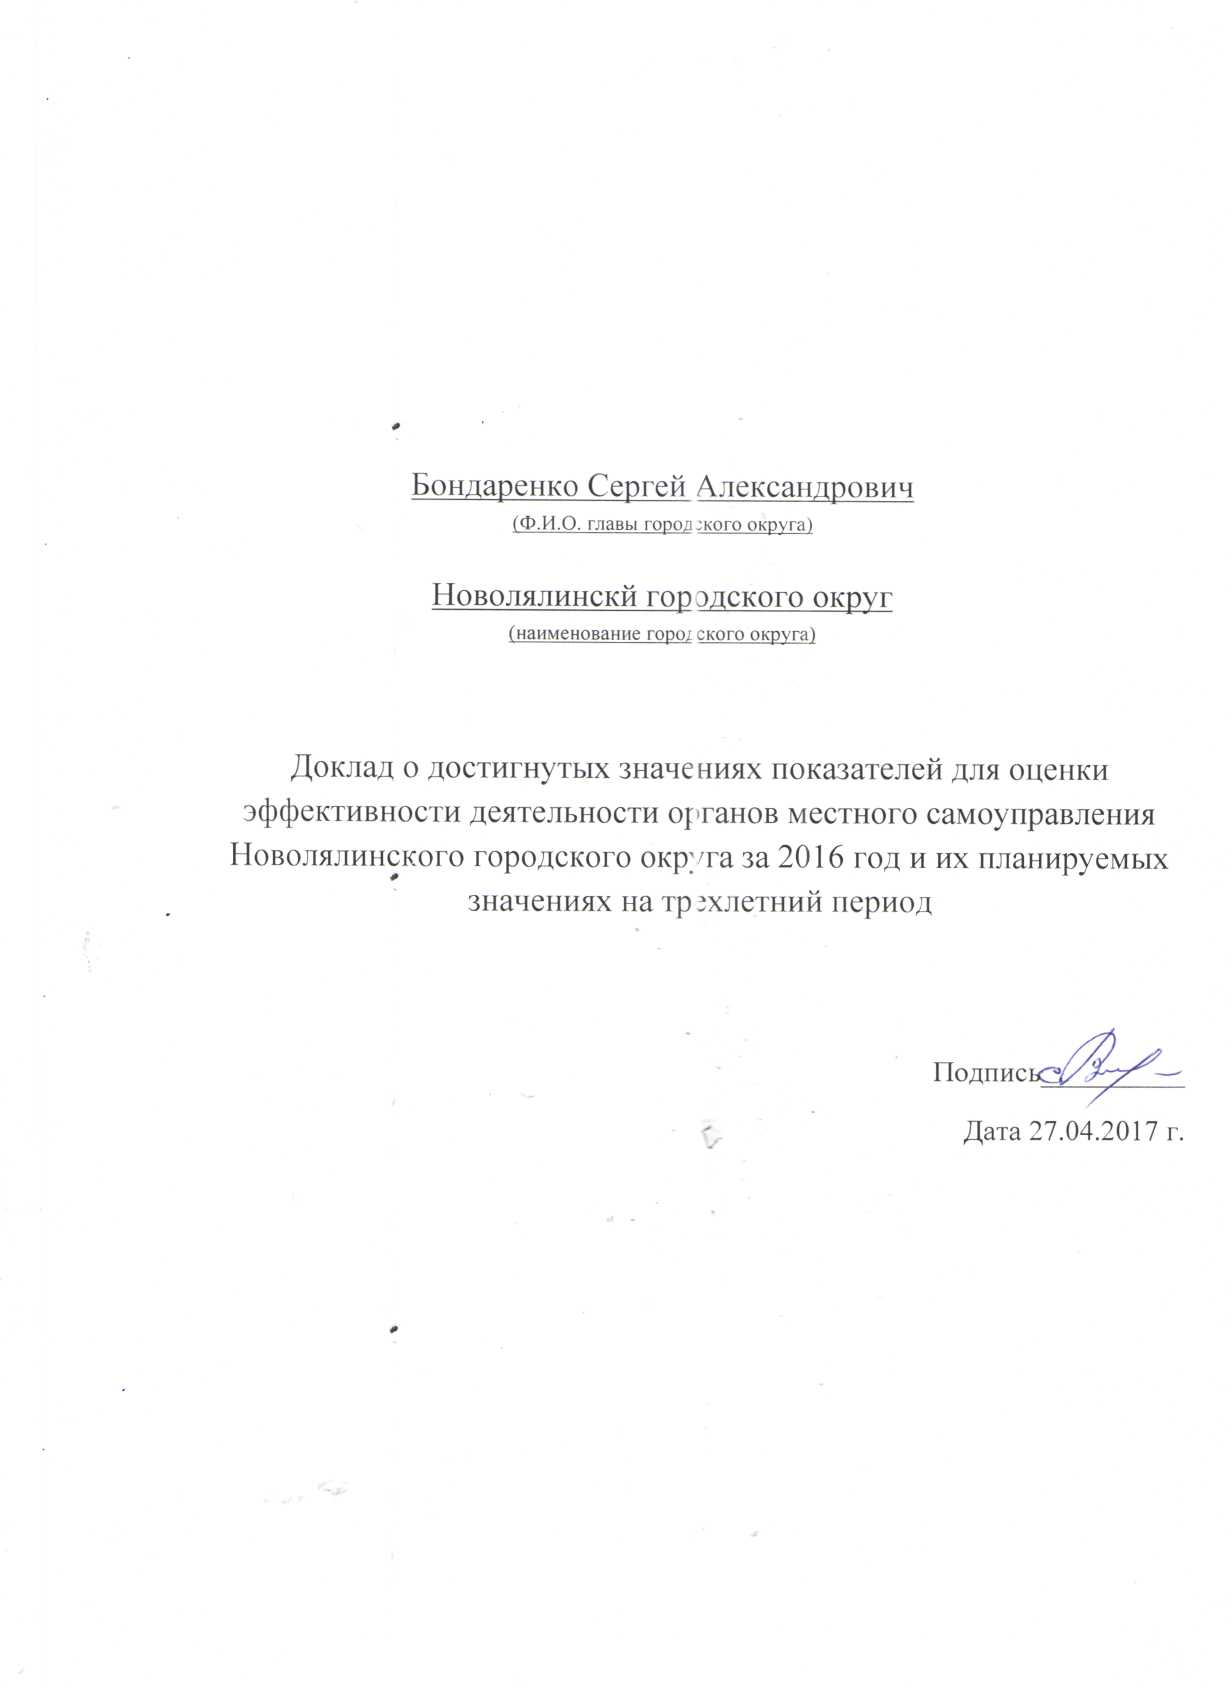 Бондаренко Сергей Александрович
(Ф.И.О. главы городского округа)
Новолялинскй городского округ
(наименование городского округа)
Доклад о достигнутых значениях показателей для оценки
эффективности деятельности органов местного самоуправления
Новолялинского городского округа за 2016 год и их планируемых
значениях на трехлетний период
Подпись
Дата 27.04.2017 г.